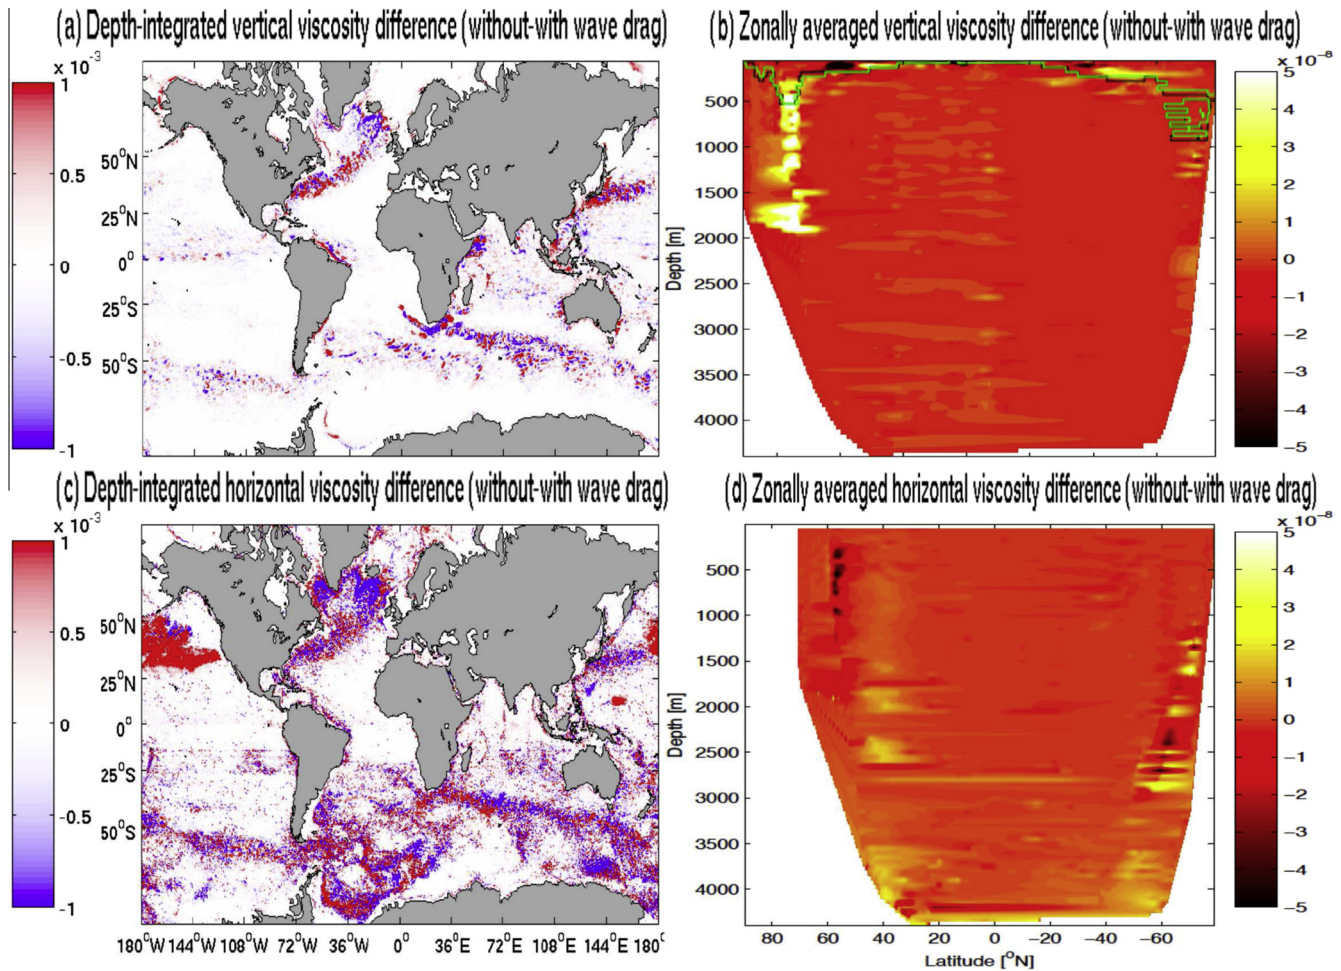 (a) Depth-integrated vertical viscosity difference (without-with wave drag)
x 10⁻³
1
0.5
0
-0.5
-1
50°N
25°N
0°
25°S
50°S
(b) Zonally averaged vertical viscosity difference (without-with wave drag)
x 10⁻⁸
500
1000
1500
2000
2500
3000
3500
4000
Depth [m]
5
4
3
2
1
0
−1
−2
−3
−4
−5
(c) Depth-integrated horizontal viscosity difference (without-with wave drag)
x 10⁻³
1
0.5
0
-0.5
-1
50°N
25°N
0°
25°S
50°S
180°W 144°W 108°W 72°W 36°W 0° 36°E 72°E 108°E 144°E 180°
(d) Zonally averaged horizontal viscosity difference (without-with wave drag)
x 10⁻⁸
500
1000
1500
2000
2500
3000
3500
4000
Depth [m]
80 60 40 20 0 −20 −40 −60
Latitude [°N]
5
4
3
2
1
0
−1
−2
−3
−4
−5